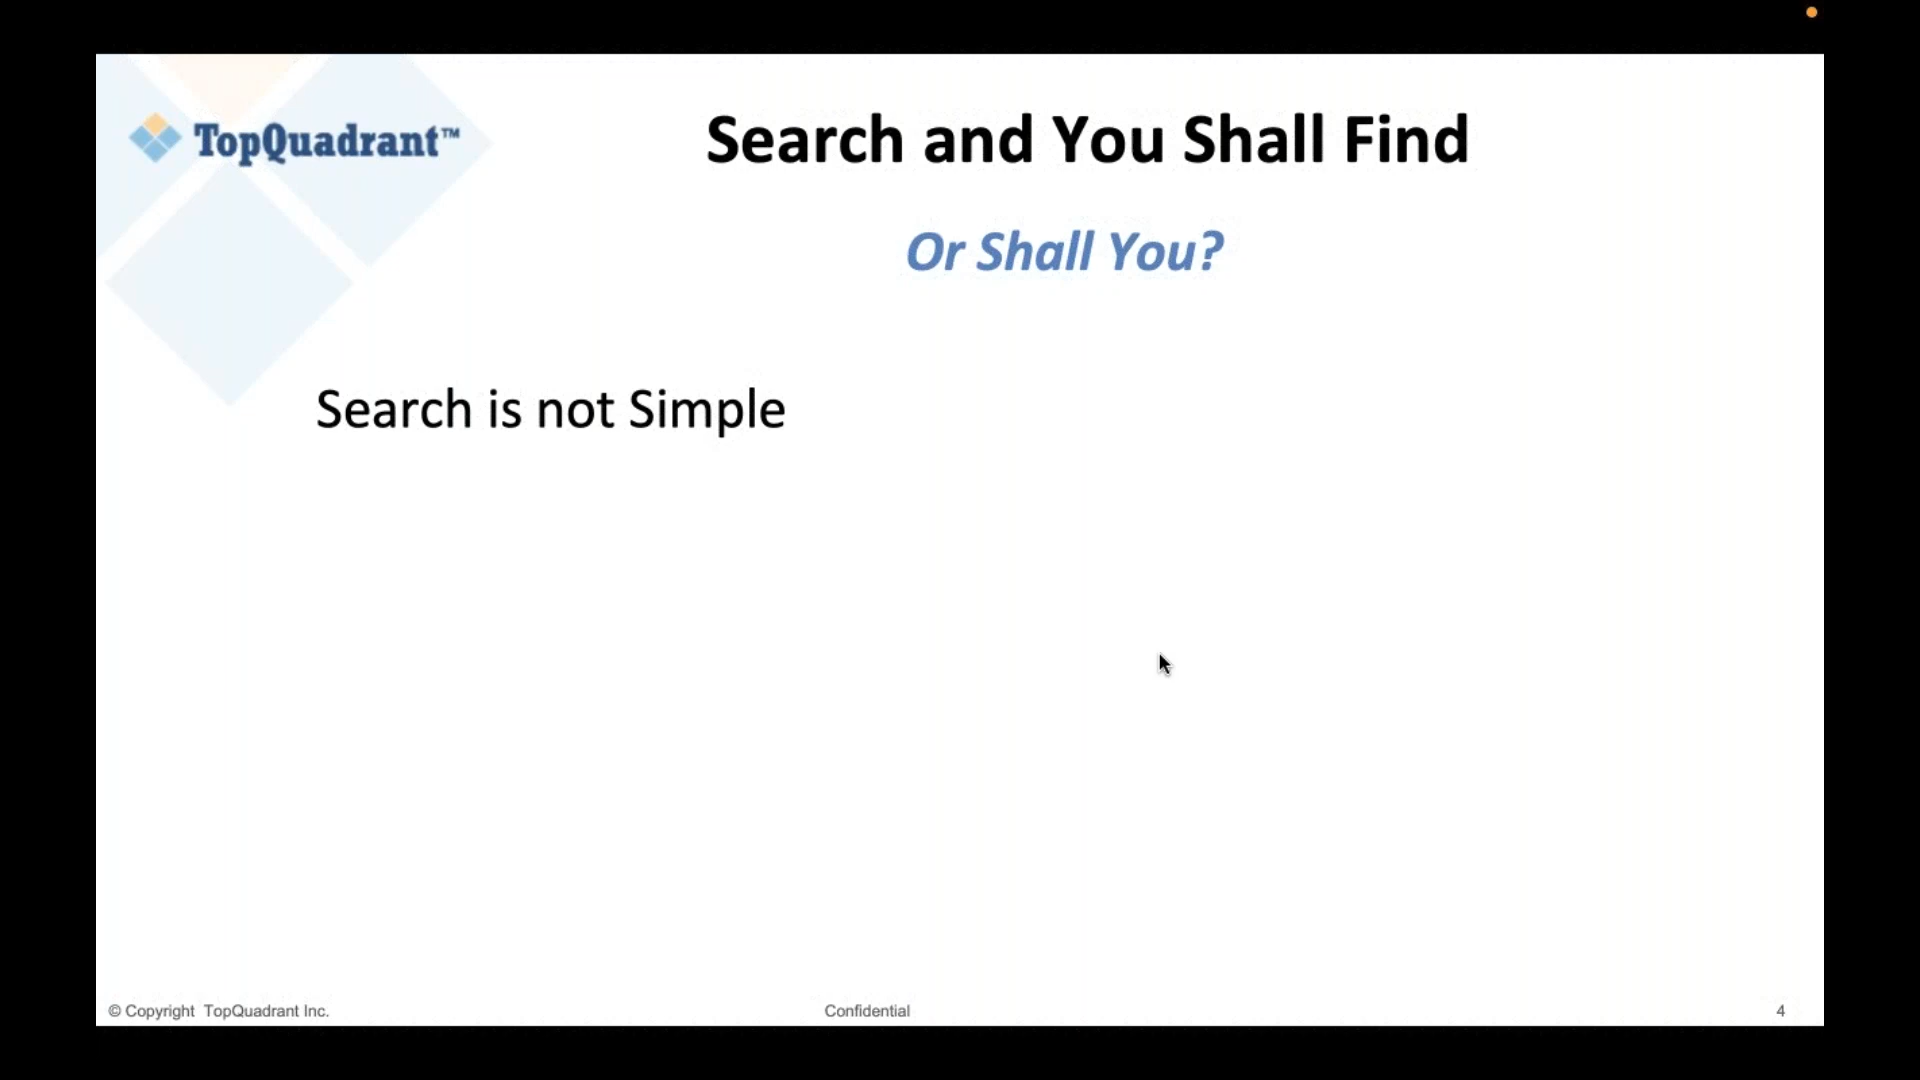 TopQuadrant™
Search and You Shall Find
Or Shall You?
Search is not Simple
© Copyright TopQuadrant Inc.
Confidential
4